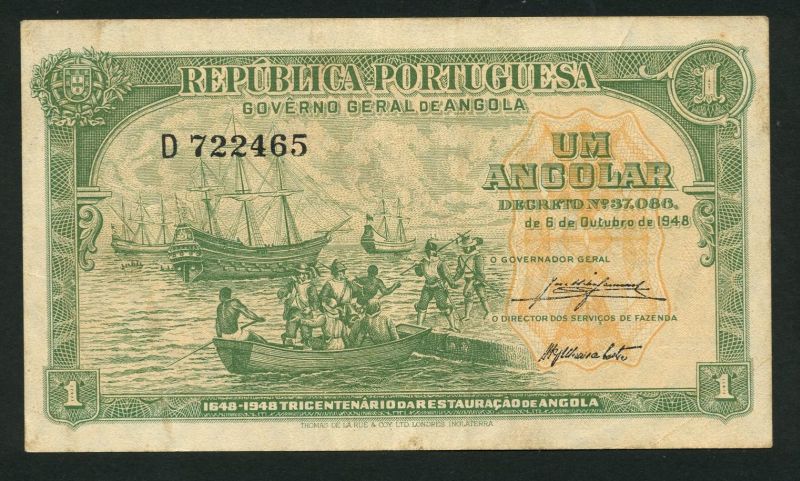 REPÚBLICA PORTUGUESA
1
GOVÊRNO GERAL DE ANGOLA
D 722465
UM
ANGOLAR
DECRETO Nº 37.086.
de 6 de Outubro de 1948
O GOVERNADOR GERAL
O DIRECTOR DOS SERVIÇOS DE FAZENDA
1
1
1648-1948 TRICENTENÁRIO DA RESTAURAÇÃO DE ANGOLA
THOMAS DE LA RUE & COY. LTD. LONDRES INGLATERRA